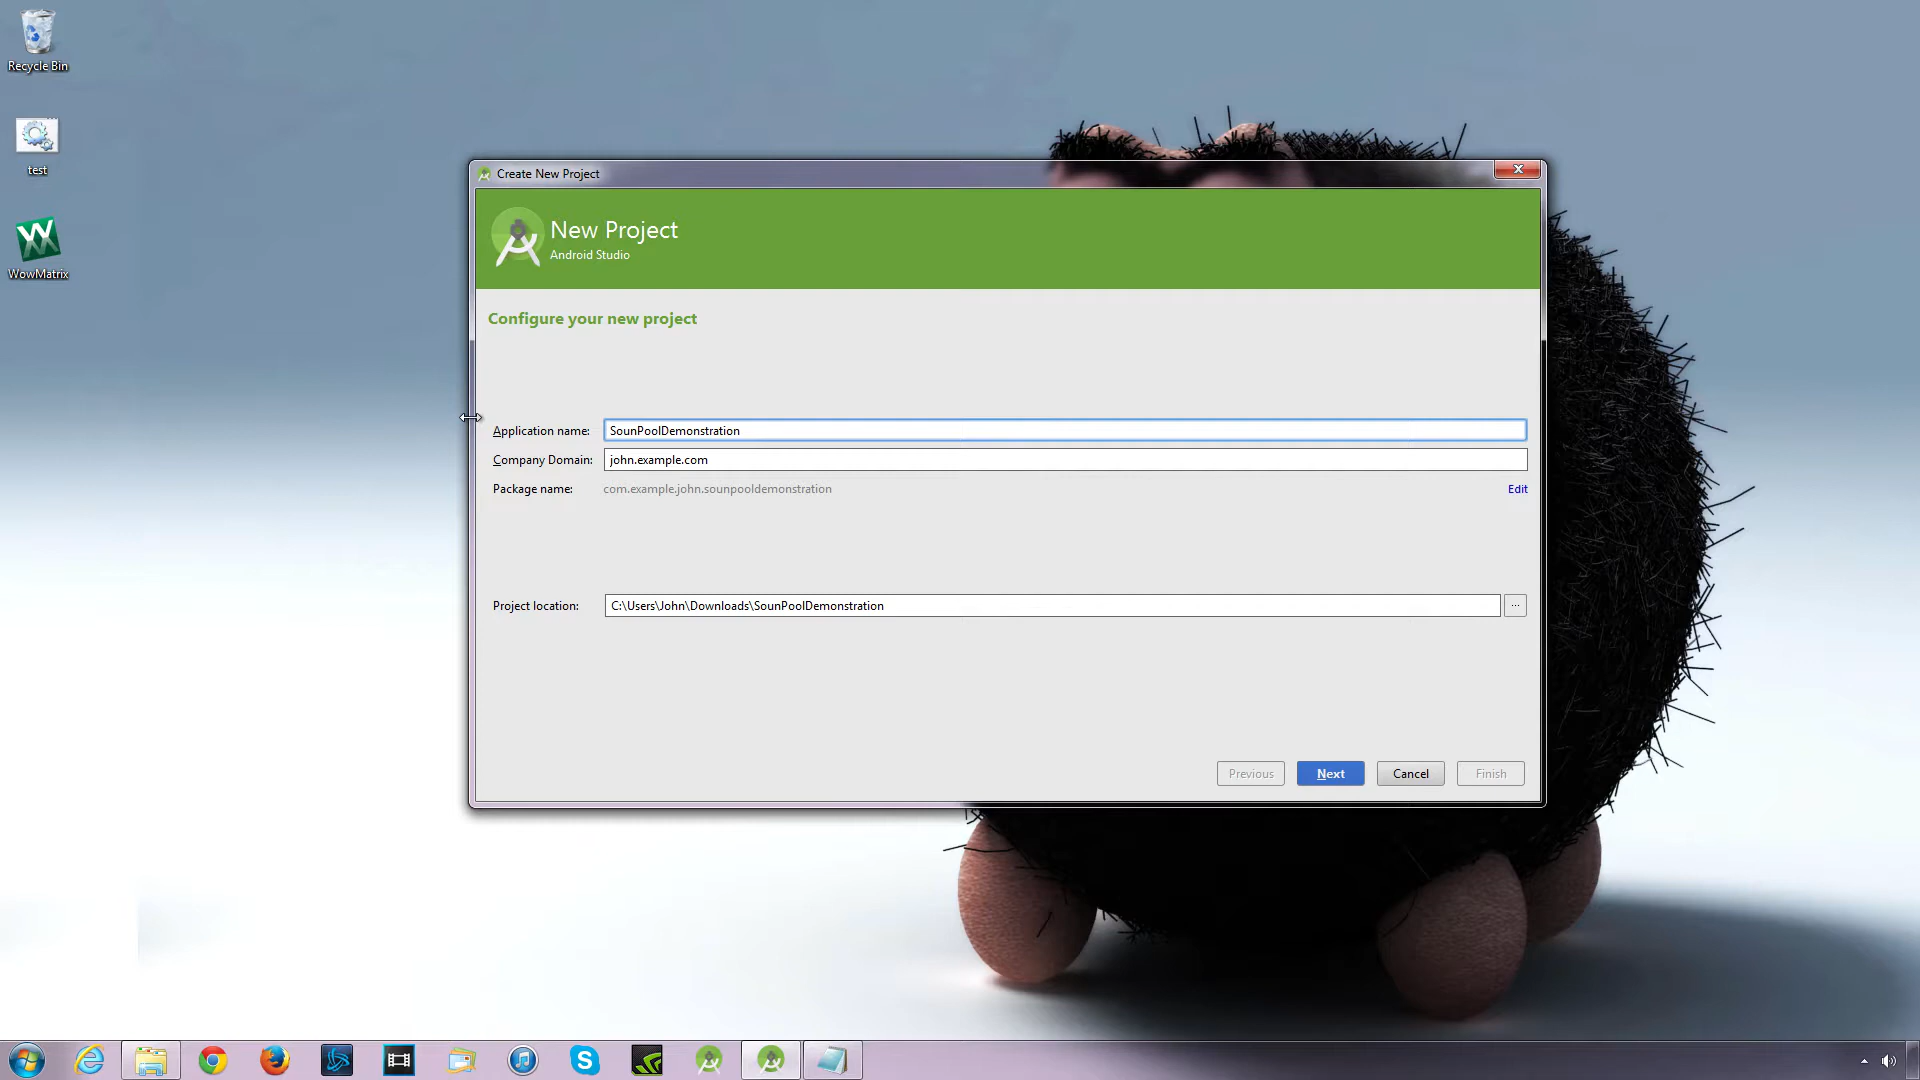 Recycle Bin
test
WowMatrix
Create New Project
New Project
Android Studio
Configure your new project
Application name: SounPoolDemonstration
Company Domain: john.example.com
Package name: com.example.john.sounpooldemonstration Edit
Project location: C:\Users\John\Downloads\SounPoolDemonstration ...
Previous Next Cancel Finish